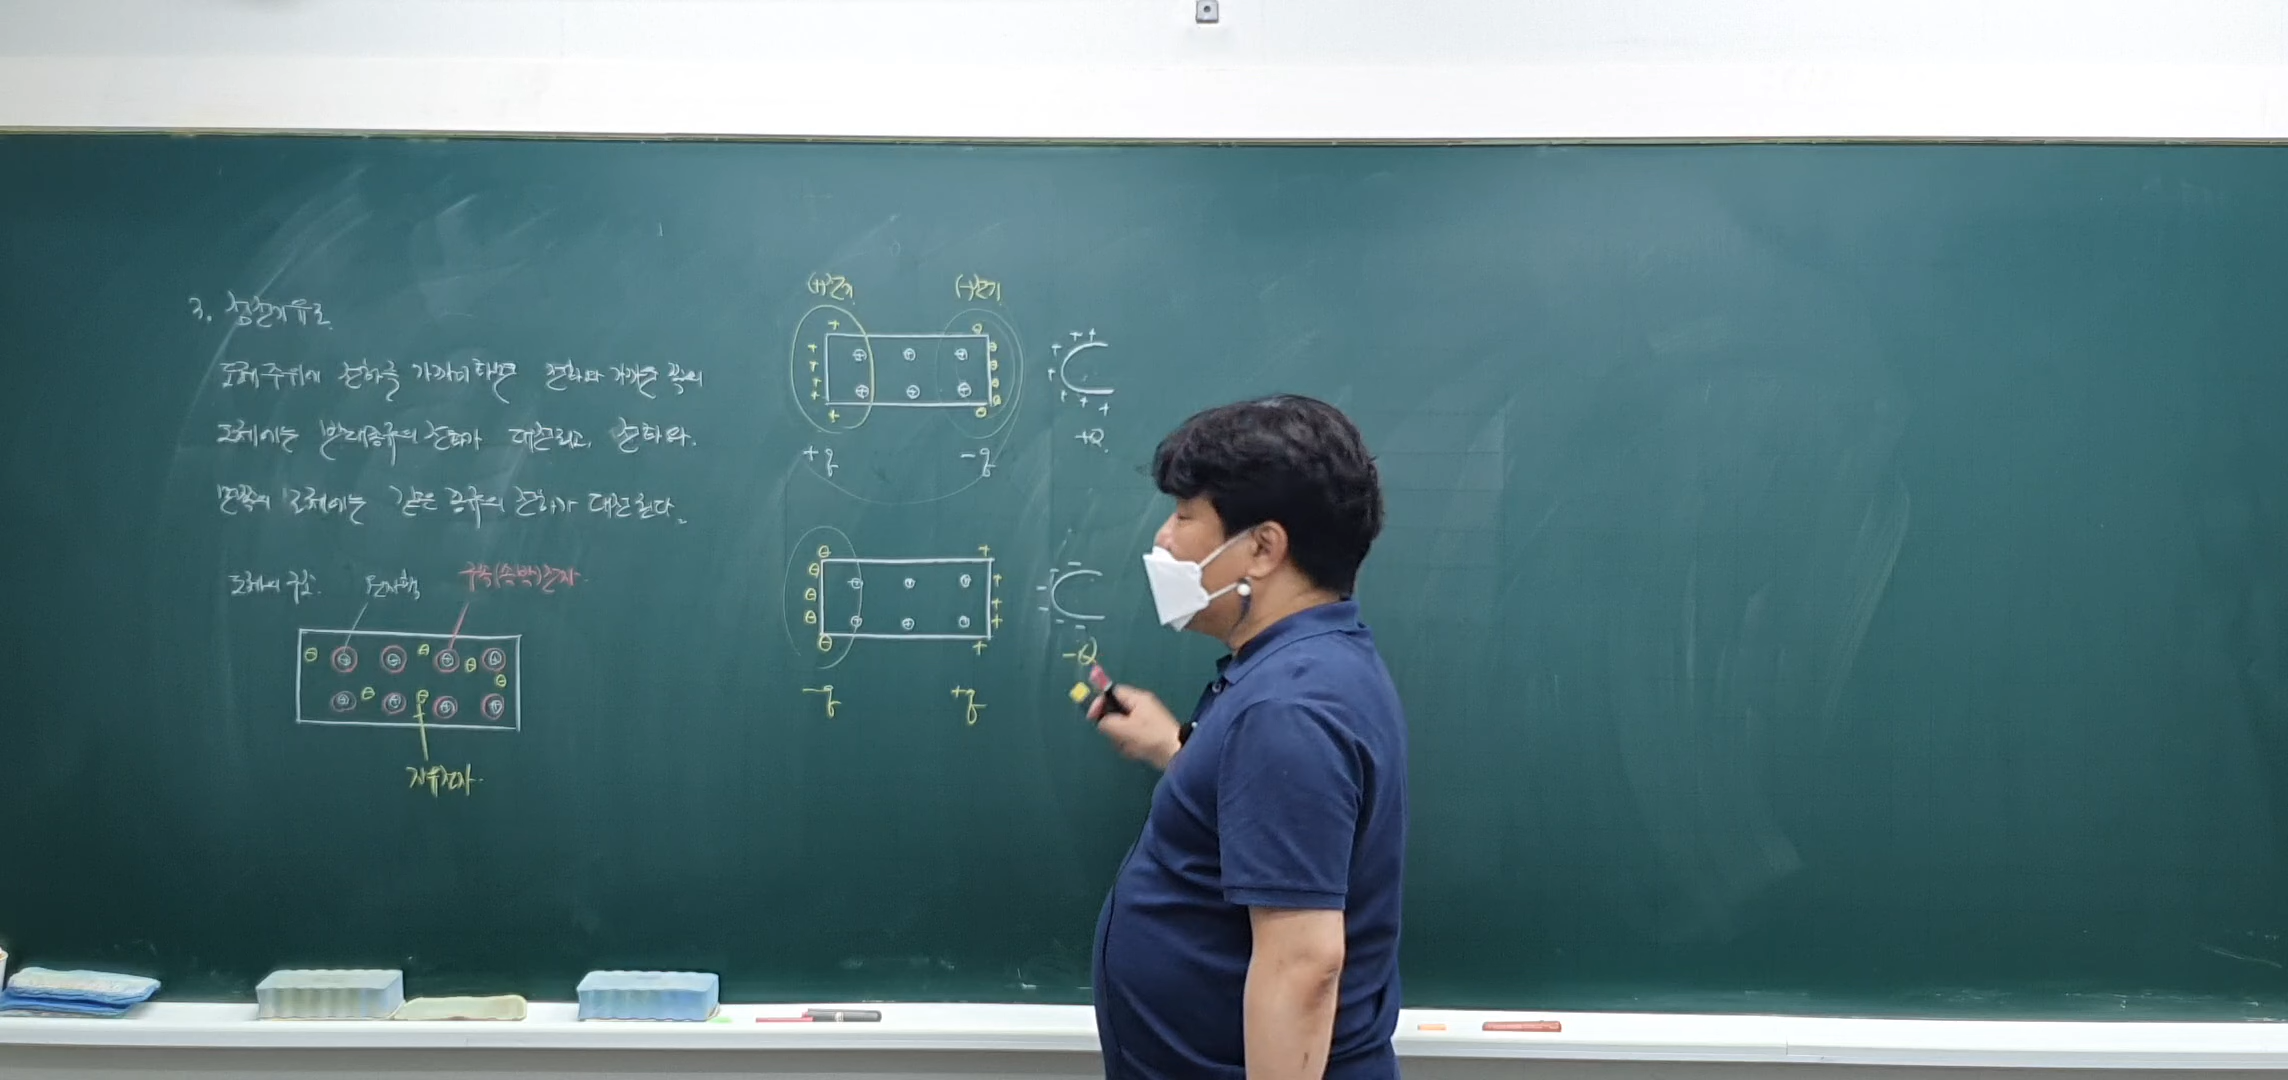 3. 정전기유도.
도체 주위에 전하를 가까이 하면 전하와 가까운 쪽의
도체에는 반대종류의 전하가 대전되고, 전하와
먼쪽의 도체에는 같은 종류의 전하가 대전된다.
도체의 구조. 원자핵 구속(속박)전자.
자유전자.
(+)전기 (-)전기
+q -q +Q
-q +q -Q